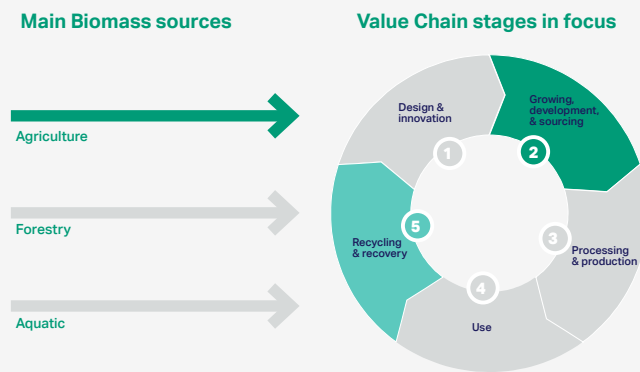 Main Biomass sources
Value Chain stages in focus
Agriculture
Forestry
Aquatic
Design &
innovation
1
Growing,
development,
& sourcing
2
Processing
& production
3
Use
4
Recycling
& recovery
5